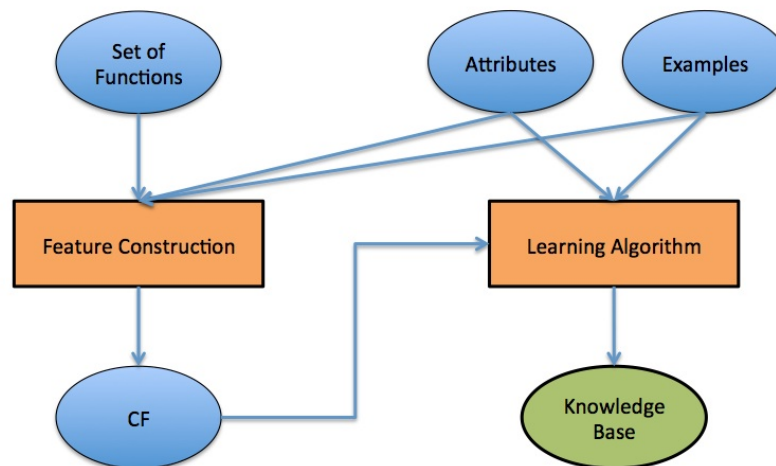 Set of
Functions
Attributes
Examples
Feature Construction
Learning Algorithm
CF
Knowledge
Base